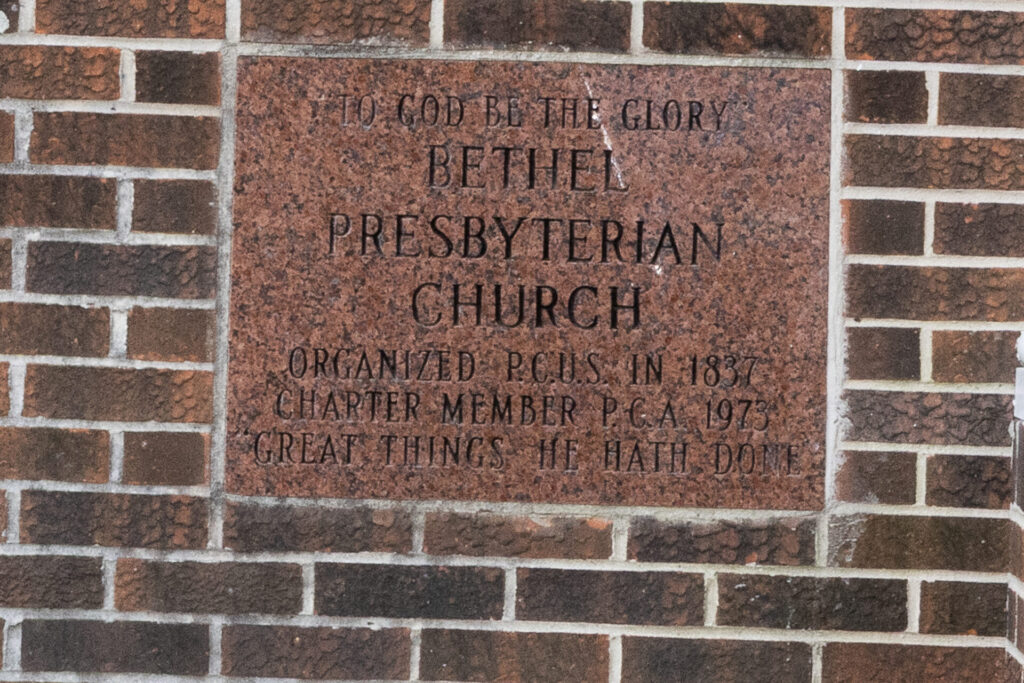 "TO GOD BE THE GLORY"
BETHEL
PRESBYTERIAN
CHURCH
ORGANIZED P.C.U.S. IN 1837
CHARTER MEMBER P.C.A. 1973
"GREAT THINGS HE HATH DONE"